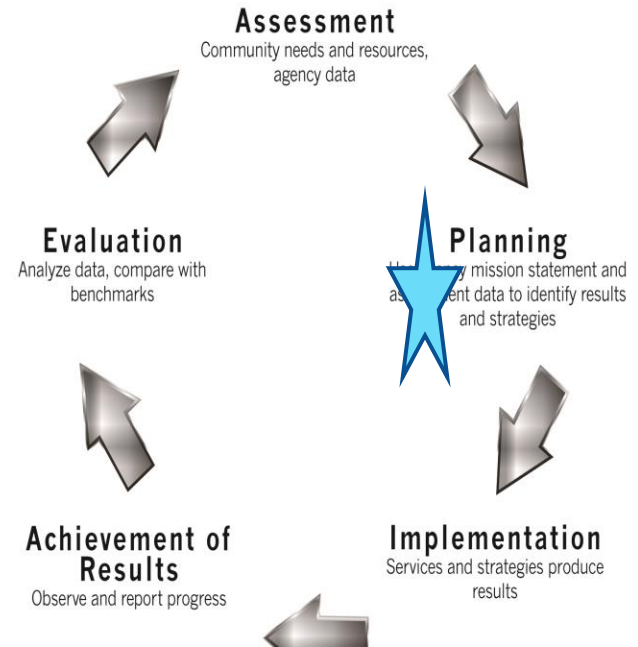 Assessment
Community needs and resources,
agency data
Planning
mission statement and
data to identify results
and strategies
Implementation
Services and strategies produce
results
Achievement of
Results
Observe and report progress
Evaluation
Analyze data, compare with
benchmarks